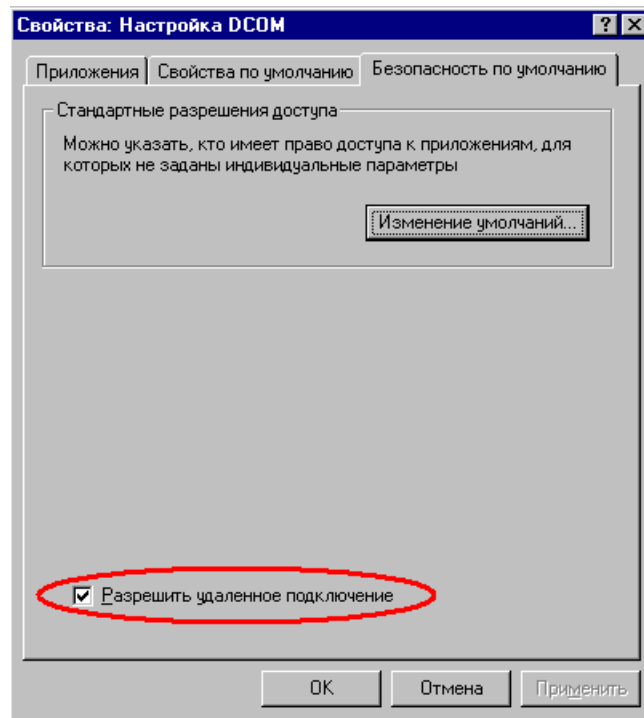 Свойства: Настройка DCOM
Приложения
Свойства по умолчанию
Безопасность по умолчанию
Стандартные разрешения доступа
Можно указать, кто имеет право доступа к приложениям, для
которых не заданы индивидуальные параметры
Изменение умолчаний...
Разрешить удаленное подключение
OK
Отмена
Применить